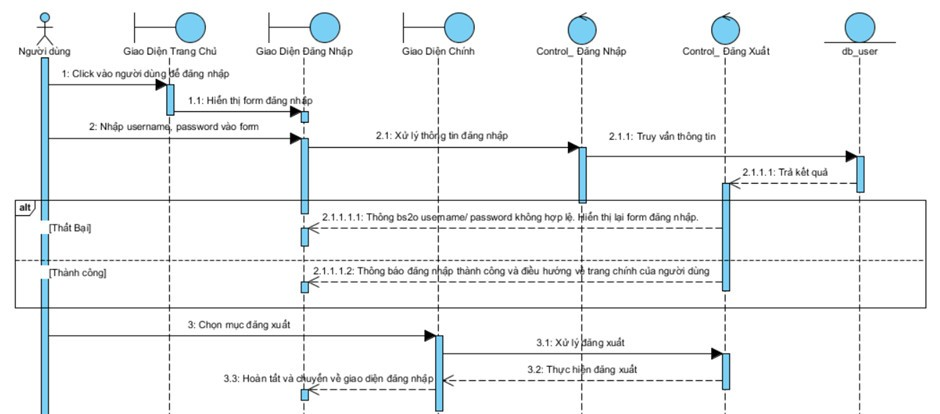 Người dùng
Giao Diện Trang Chủ
Giao Diện Đăng Nhập
Giao Diện Chính
Control_ Đăng Nhập
Control_ Đăng Xuất
db_user
1: Click vào người dùng để đăng nhập
1.1: Hiển thị form đăng nhập
2: Nhập username, password vào form
2.1: Xử lý thông tin đăng nhập
2.1.1: Truy vấn thông tin
2.1.1.1: Trả kết quả
alt
[Thất Bại]
2.1.1.1.1: Thông bs2o username/ password không hợp lệ. Hiển thị lại form đăng nhập.
[Thành công]
2.1.1.1.2: Thông báo đăng nhập thành công và điều hướng về trang chính của người dùng
3: Chọn mục đăng xuất
3.1: Xử lý đăng xuất
3.2: Thực hiện đăng xuất
3.3: Hoàn tất và chuyển về giao diện đăng nhập